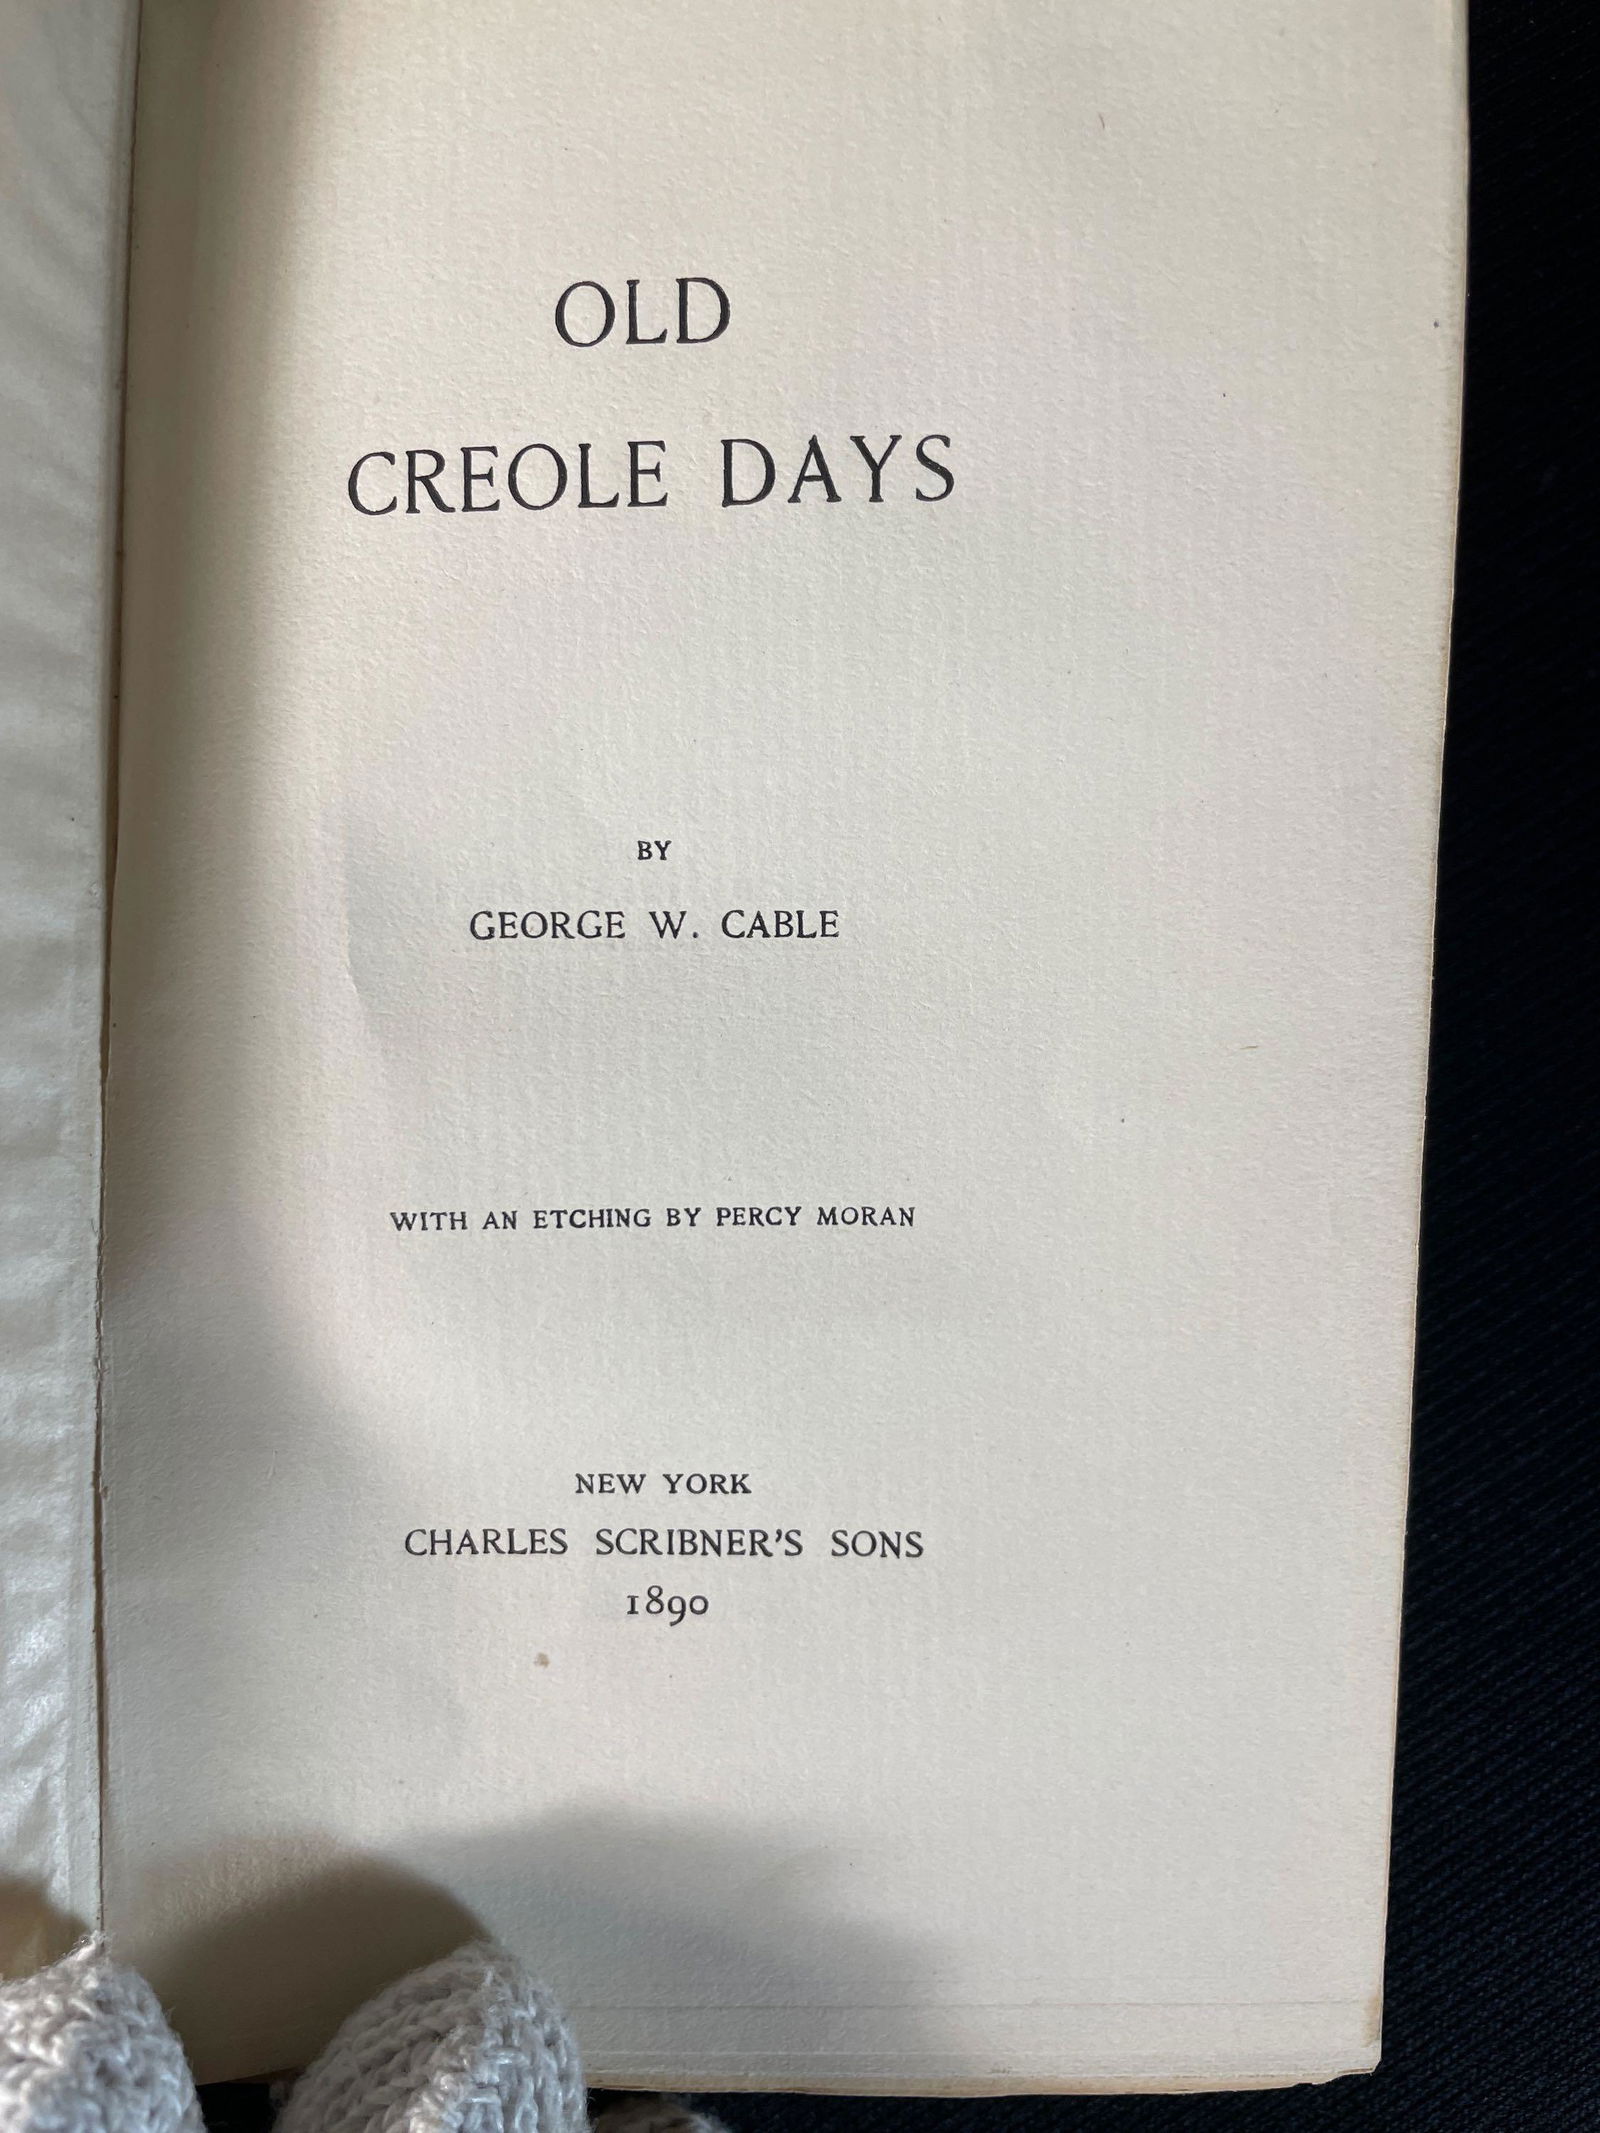 OLD
CREOLE DAYS
BY
GEORGE W. CABLE
WITH AN ETCHING BY PERCY MORAN
NEW YORK
CHARLES SCRIBNER'S SONS
1890